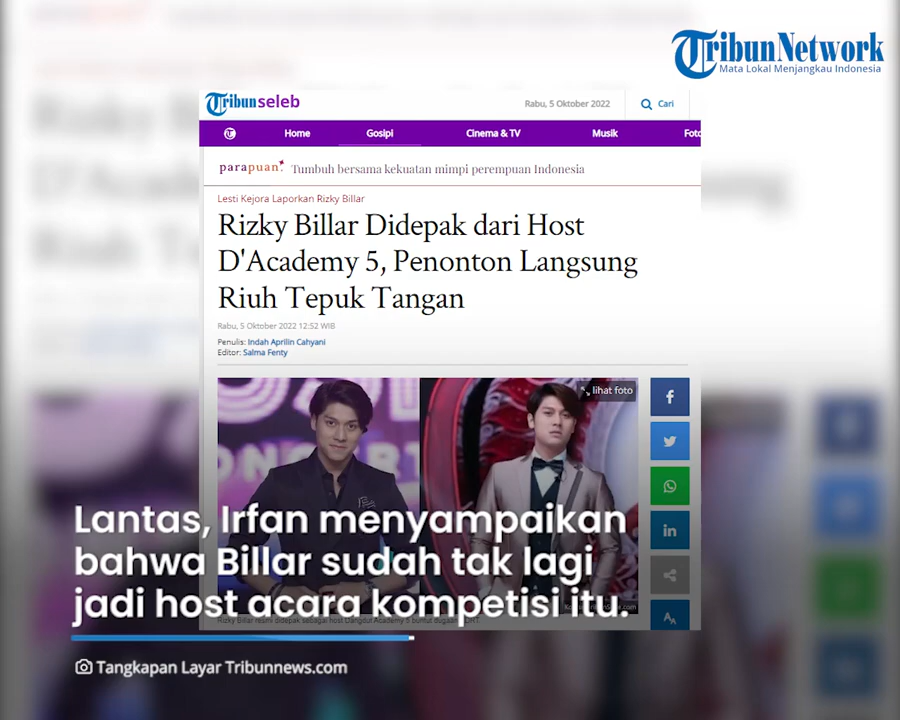 TribunNetwork
Mata Lokal Menjangkau Indonesia
Tribunseleb
Rabu, 5 Oktober 2022
Cari
Home
Gosipi
Cinema & TV
Musik
Foto
parapuan. Tumbuh bersama kekuatan mimpi perempuan Indonesia
Lesti Kejora Laporkan Rizky Billar
Rizky Billar Didepak dari Host
D'Academy 5, Penonton Langsung
Riuh Tepuk Tangan
Rabu, 5 Oktober 2022 12:52 WIB
Penulis: Indah Aprilin Cahyani
Editor: Salma Fenty
lihat foto
Lantas, Irfan menyampaikan
bahwa Billar sudah tak lagi
jadi host acara kompetisi itu.
Tangkapan Layar Tribunnews.com